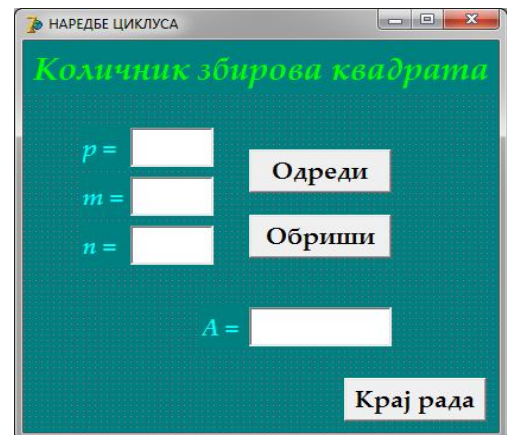 НАРЕДБЕ ЦИКЛУСА
Количник збирова квадрата
p =
Одреди
m =
Обриши
n =
A =
Крај рада